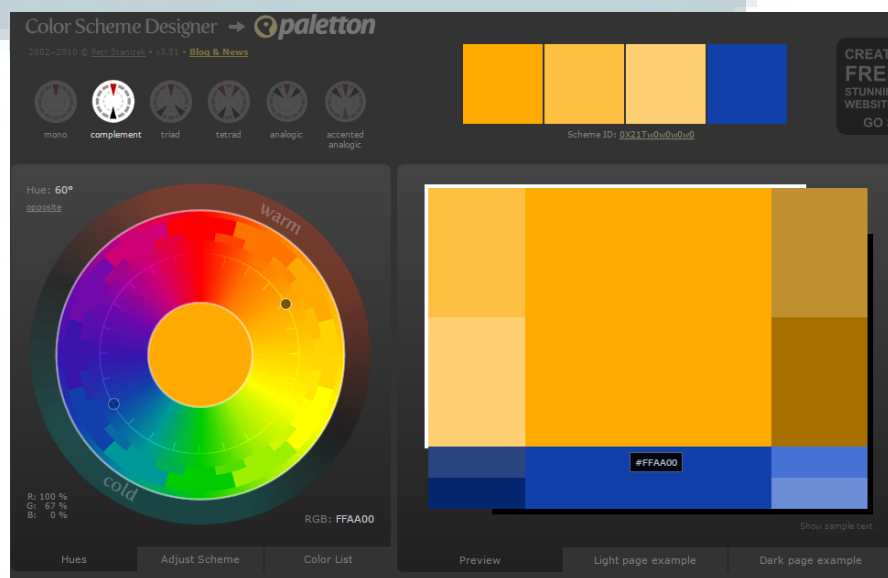 Color Scheme Designer → paletton
2002–2010 © Petr Stanicek • v3.51 • Blog & News
mono
complement
triad
tetrad
analogic
accented
analogic
Scheme ID: 0X21Tw0w0w0w0
CREAT
FRE
STUNNI
WEBSIT
GO
Hue: 60°
opposite
warm
cold
R: 100 %
G: 67 %
B: 0 %
RGB: FFAA00
Hues
Adjust Scheme
Color List
#FFAA00
Show sample text
Preview
Light page example
Dark page example